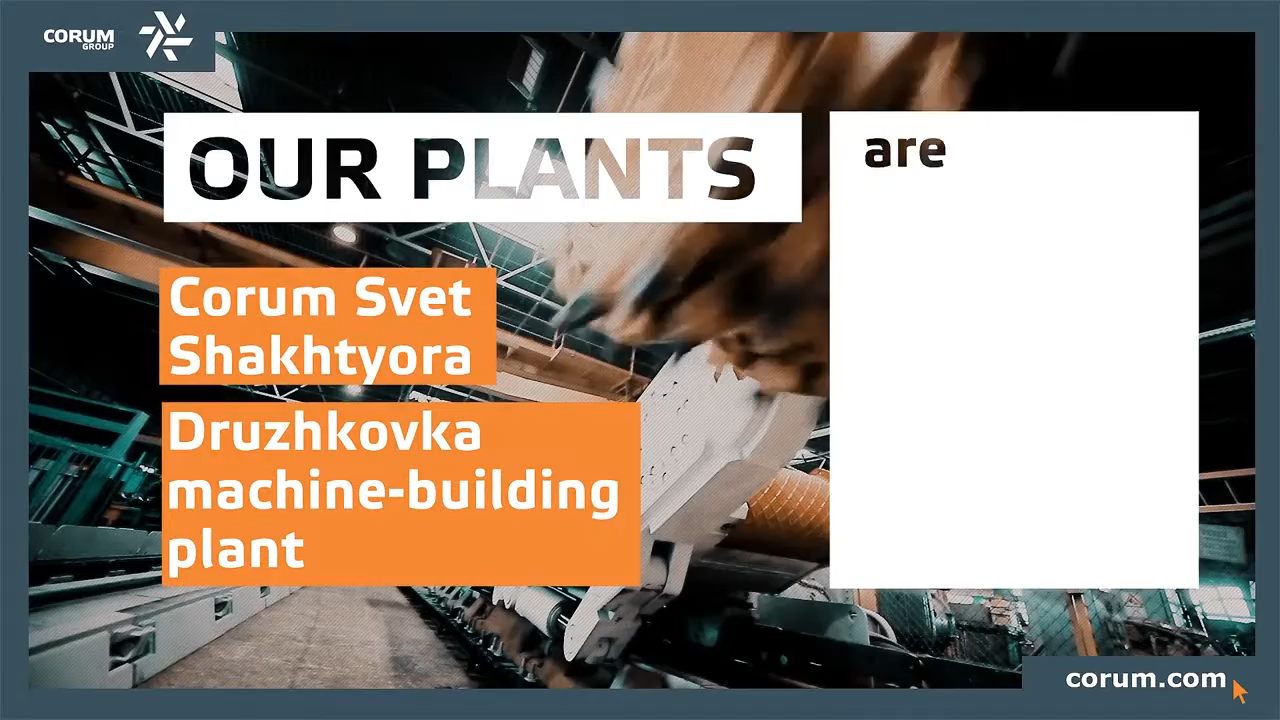 CORUM
GROUP
OUR PLANTS
are
Corum Svet
Shakhtyora
Druzhkovka
machine-building
plant
corum.com